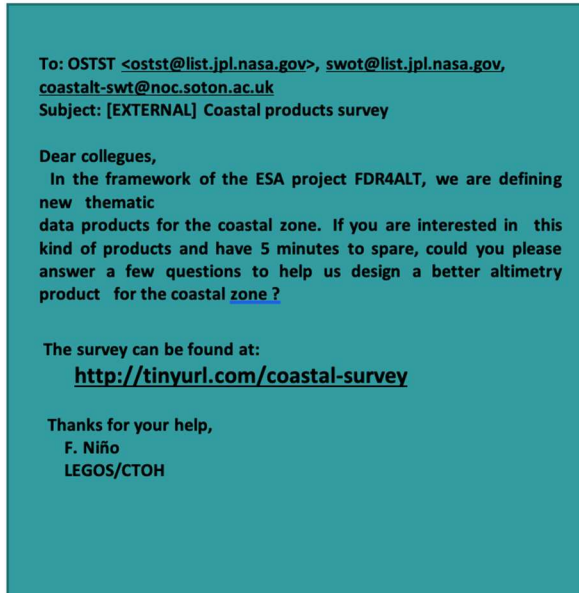 To: OSTST <ostst@list.jpl.nasa.gov>, swot@list.jpl.nasa.gov,
coastalt-swt@noc.soton.ac.uk
Subject: [EXTERNAL] Coastal products survey
Dear collegues,
In the framework of the ESA project FDR4ALT, we are defining
new thematic
data products for the coastal zone. If you are interested in this
kind of products and have 5 minutes to spare, could you please
answer a few questions to help us design a better altimetry
product for the coastal zone ?
The survey can be found at:
http://tinyurl.com/coastal-survey
Thanks for your help,
F. Niño
LEGOS/CTOH